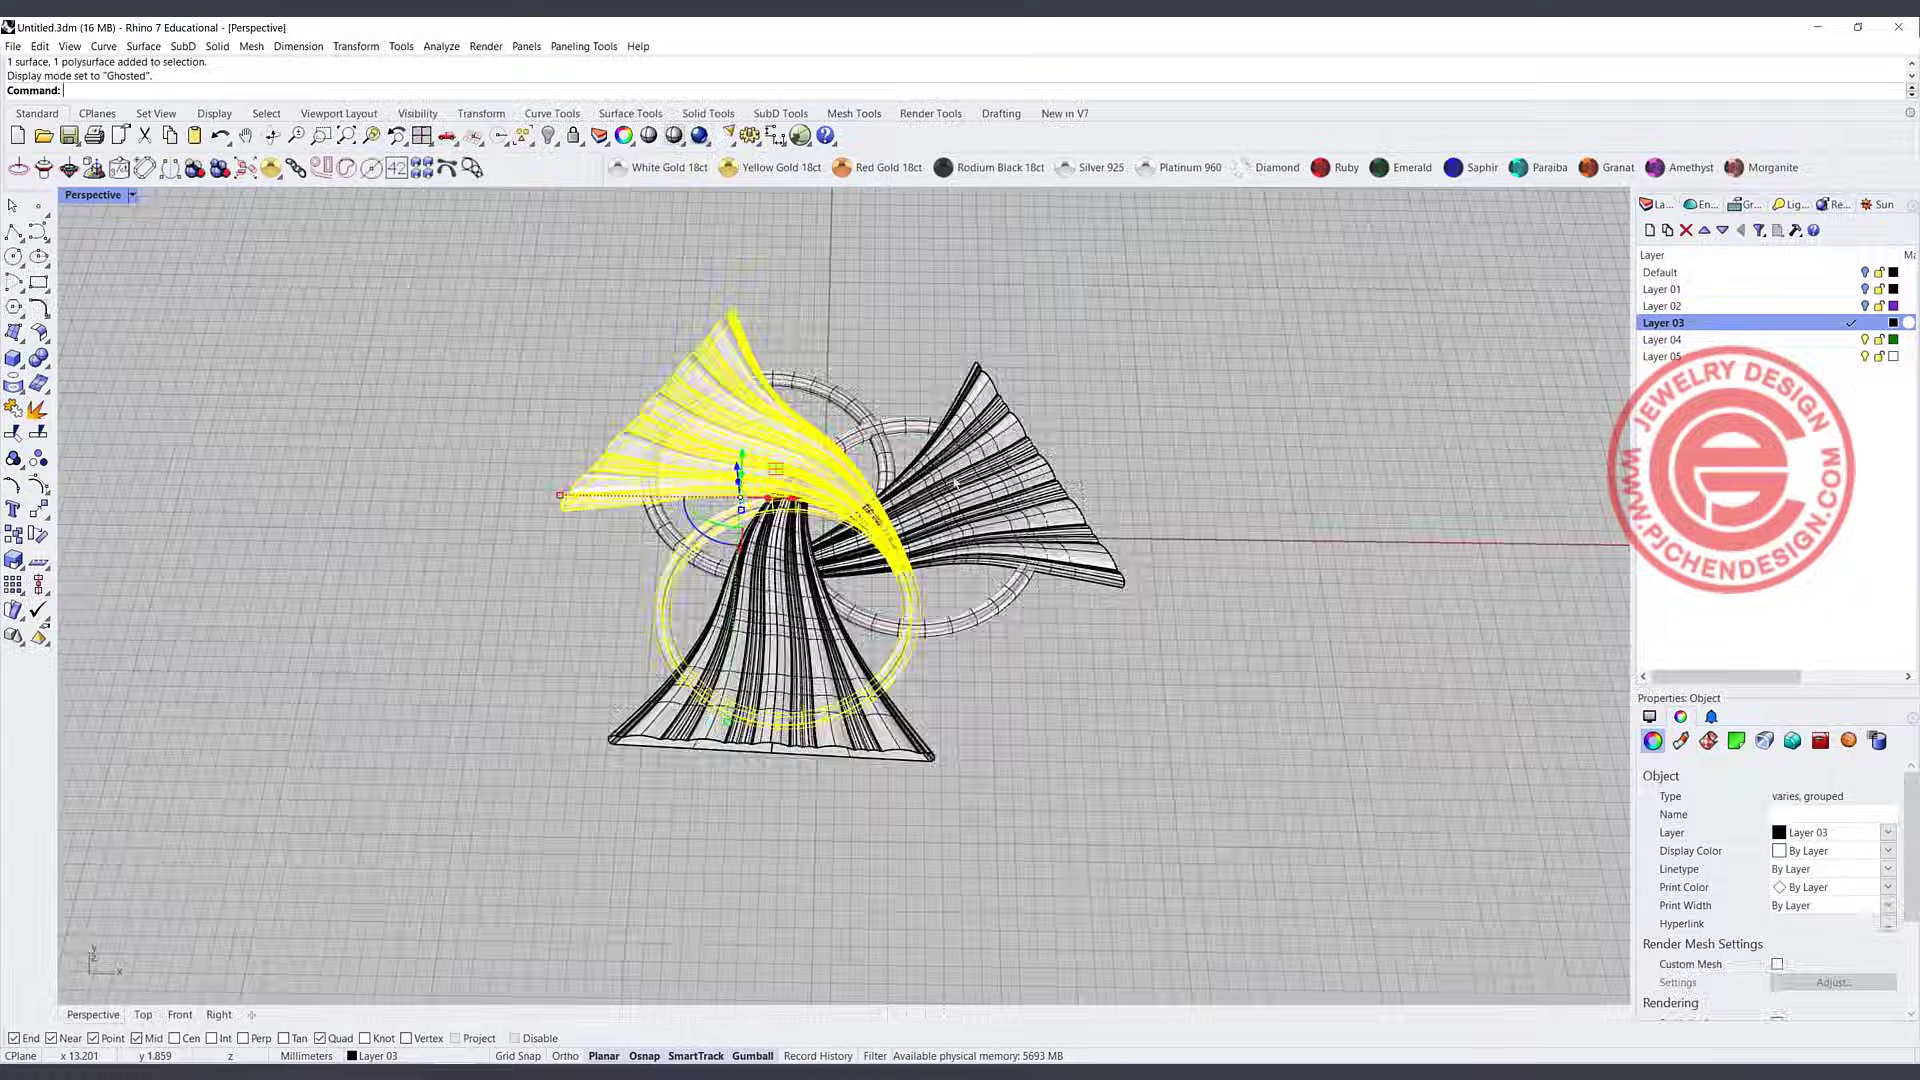 Untitled.3dm (16 MB) - Rhino 7 Educational - [Perspective]
File Edit View Curve Surface SubD Solid Mesh Dimension Transform Tools Analyze Render Panels Paneling Tools Help
1 surface, 1 polysurface added to selection.
Display mode set to "Ghosted".
Command:
Standard CPlanes Set View Display Select Viewport Layout Visibility Transform Curve Tools Surface Tools Solid Tools SubD Tools Mesh Tools Render Tools Drafting New in V7
White Gold 18ct Yellow Gold 18ct Red Gold 18ct Rodium Black 18ct Silver 925 Platinum 960 Diamond Ruby Emerald Saphir Paraiba Granat Amethyst Morganite
Perspective
La... En... Gr... Lig... Re... Sun
Layer
Default
Layer 01
Layer 02
Layer 03
Layer 04
Layer 05
JEWELRY DESIGN
WWW.PJCHENDESIGN.COM
Properties: Object
Object
Type varies, grouped
Name
Layer Layer 03
Display Color By Layer
Linetype By Layer
Print Color By Layer
Print Width By Layer
Hyperlink
Render Mesh Settings
Custom Mesh
Settings Adjust...
Rendering
y
z
x
Perspective Top Front Right
End Near Point Mid Cen Int Perp Tan Quad Knot Vertex Project Disable
CPlane x 13.201 y 1.859 z Millimeters Layer 03 Grid Snap Ortho Planar Osnap SmartTrack Gumball Record History Filter Available physical memory: 5693 MB